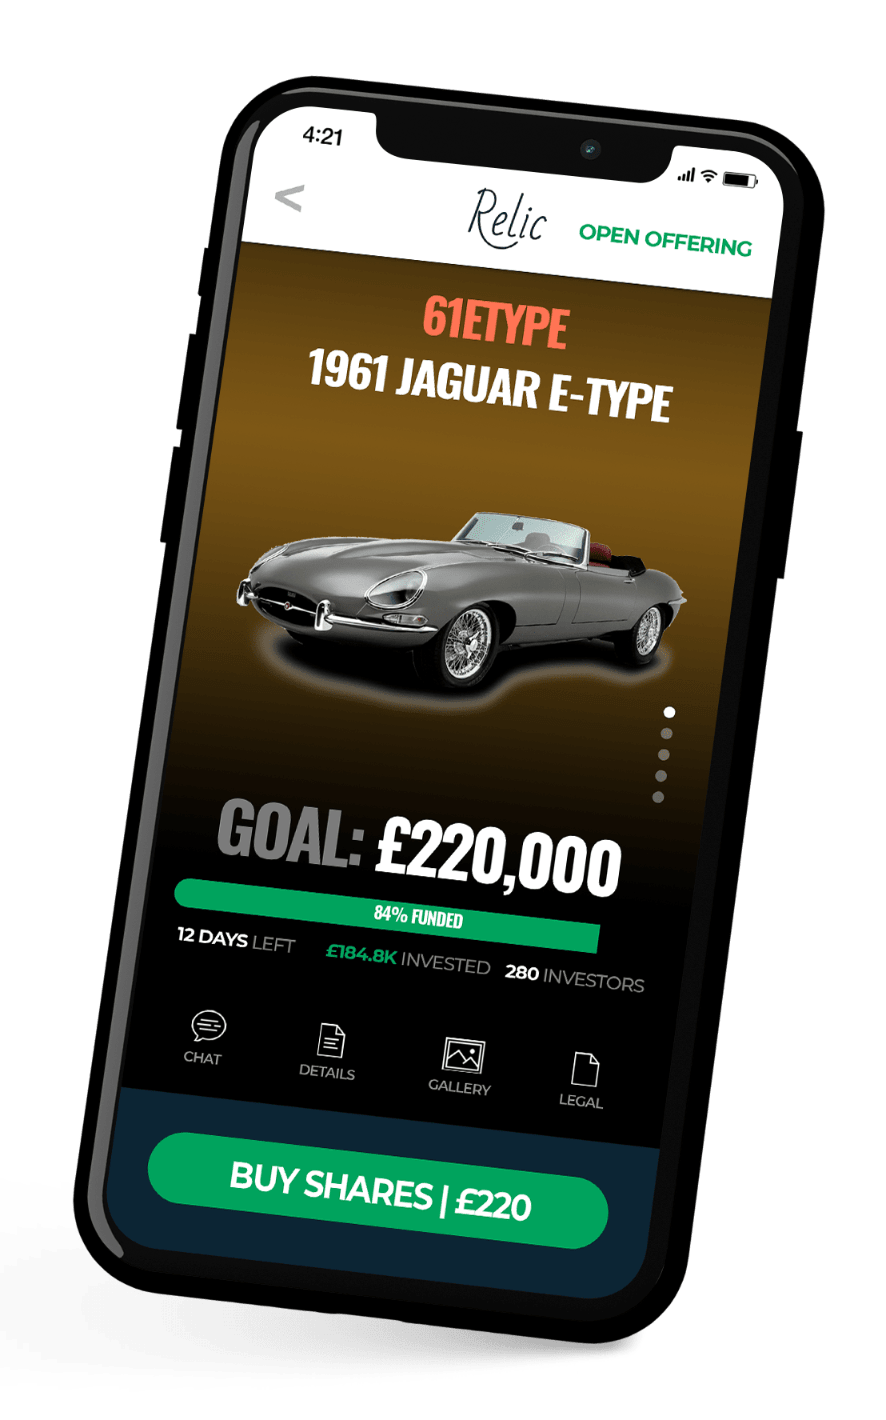 4:21
<
Relic
OPEN OFFERING
61ETYPE
1961 JAGUAR E-TYPE
GOAL: £220,000
84% FUNDED
12 DAYS LEFT £184.8K INVESTED 280 INVESTORS
CHAT DETAILS GALLERY LEGAL
BUY SHARES | £220